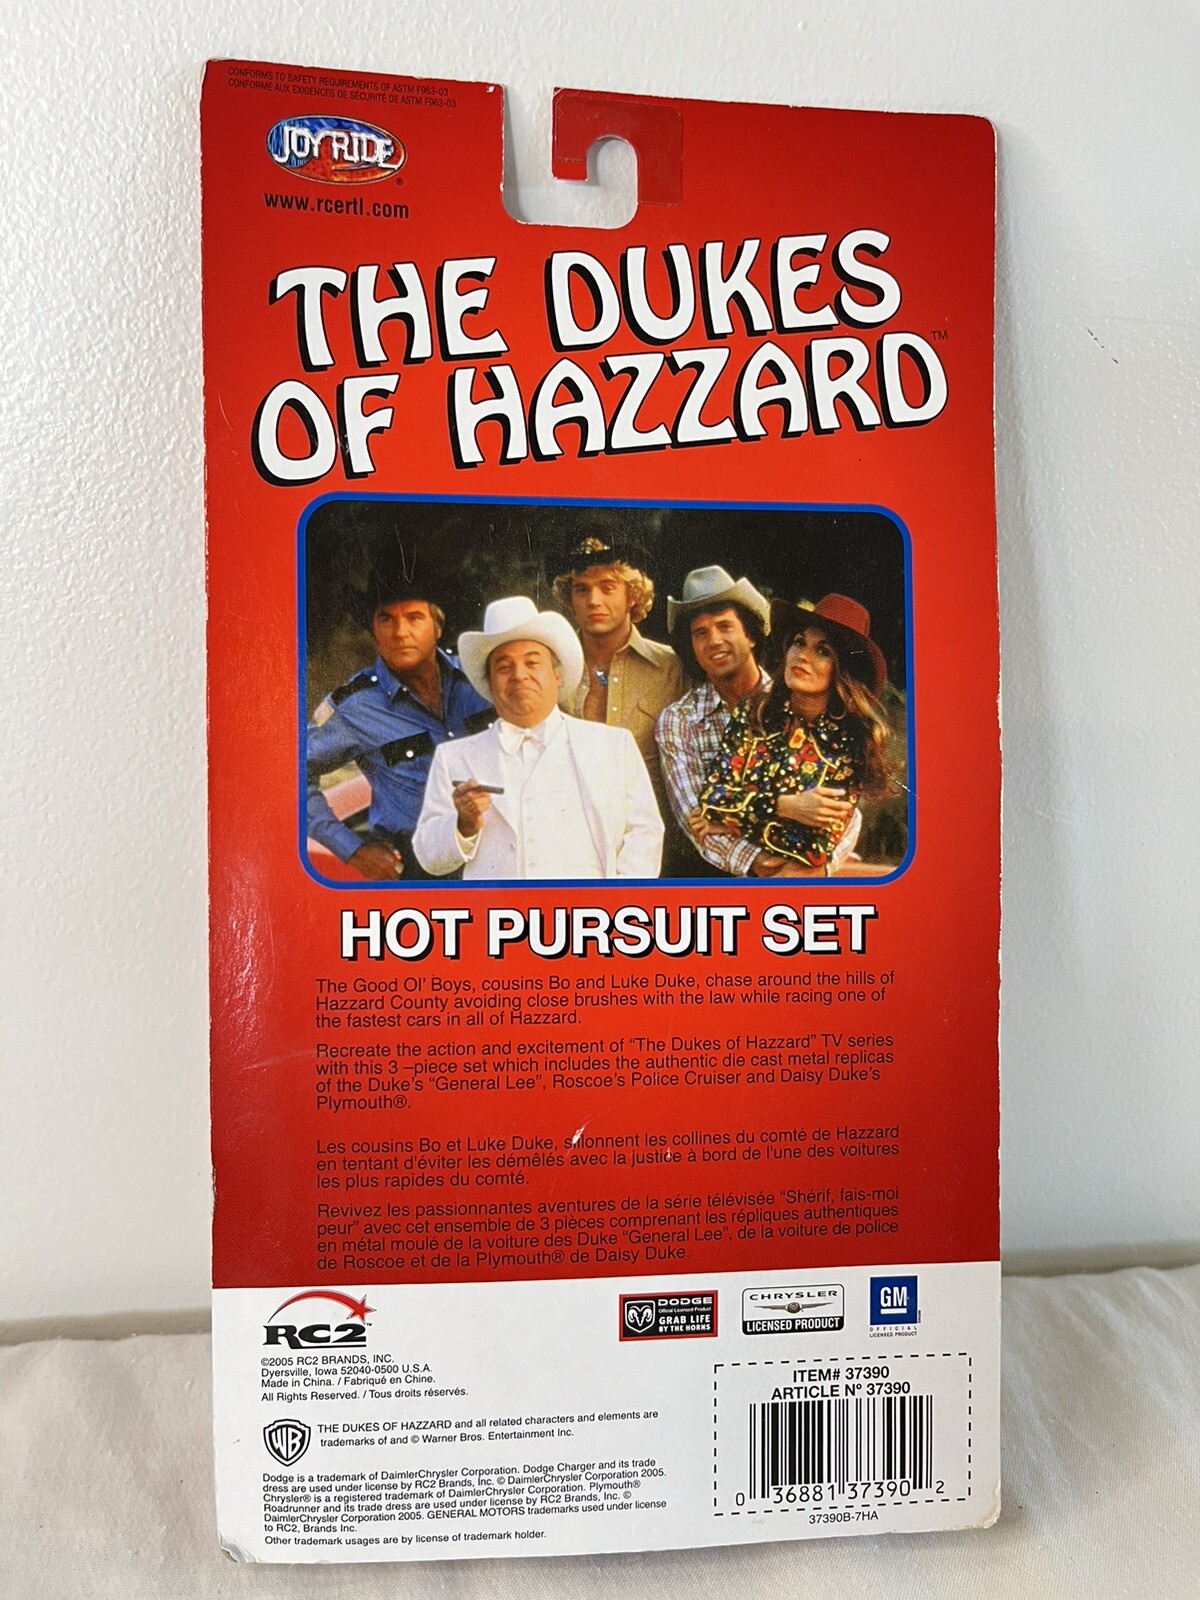 CONFORMS TO SAFETY REQUIREMENTS OF ASTM F963-03
CONFORME AUX EXIGENCES DE SÉCURITÉ DE ASTM F963-03
JOYRIDE®
www.rcertl.com
THE DUKES
OF HAZZARD™
HOT PURSUIT SET
The Good Ol' Boys, cousins Bo and Luke Duke, chase around the hills of
Hazzard County avoiding close brushes with the law while racing one of
the fastest cars in all of Hazzard.
Recreate the action and excitement of "The Dukes of Hazzard" TV series
with this 3 –piece set which includes the authentic die cast metal replicas
of the Duke's "General Lee", Roscoe's Police Cruiser and Daisy Duke's
Plymouth®.
Les cousins Bo et Luke Duke, sillonnent les collines du comté de Hazzard
en tentant d'éviter les démêlés avec la justice à bord de l'une des voitures
les plus rapides du comté.
Revivez les passionnantes aventures de la série télévisée "Shérif, fais-moi
peur" avec cet ensemble de 3 pièces comprenant les répliques authentiques
en métal moulé de la voiture des Duke "General Lee", de la voiture de police
de Roscoe et de la Plymouth® de Daisy Duke.
RC2™
©2005 RC2 BRANDS, INC.
Dyersville, Iowa 52040-0500 U.S.A.
Made in China. / Fabriqué en Chine.
All Rights Reserved. / Tous droits réservés.
DODGE
Official Licensed Product
GRAB LIFE
BY THE HORNS
CHRYSLER
LICENSED PRODUCT
GM
OFFICIAL
LICENSED PRODUCT
WB
THE DUKES OF HAZZARD and all related characters and elements are
trademarks of and © Warner Bros. Entertainment Inc.
Dodge is a trademark of DaimlerChrysler Corporation. Dodge Charger and its trade
dress are used under license by RC2 Brands, Inc. © DaimlerChrysler Corporation 2005.
Chrysler® is a registered trademark of DaimlerChrysler Corporation. Plymouth®
Roadrunner and its trade dress are used under license by RC2 Brands, Inc. ©
DaimlerChrysler Corporation 2005. GENERAL MOTORS trademarks used under license
to RC2, Brands Inc.
Other trademark usages are by license of trademark holder.
ITEM# 37390
ARTICLE Nº 37390
0 36881 37390 2
37390B-7HA